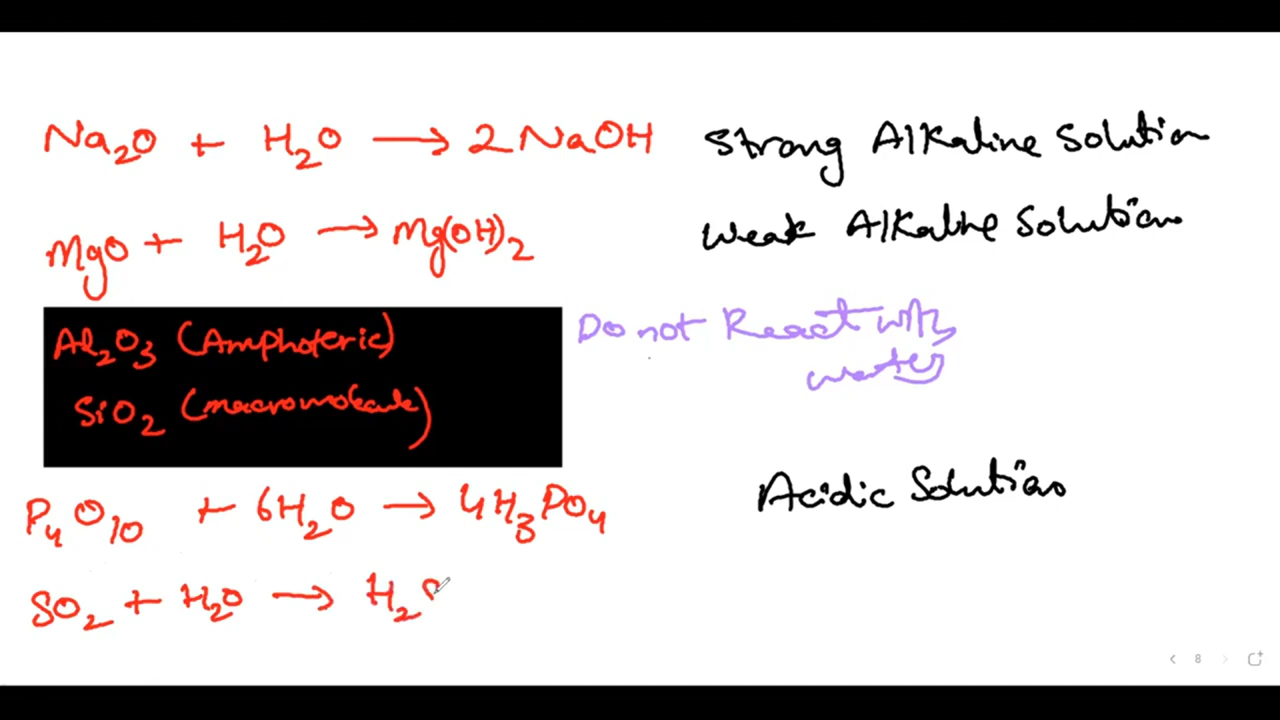 Na₂O + H₂O → 2NaOH Strong Alkaline Solution
MgO + H₂O → Mg(OH)₂ Weak Alkaline Solution
Al₂O₃ (Amphoteric) Do not React with
water
SiO₂ (macromolecule)
P₄O₁₀ + 6H₂O → 4H₃PO₄ Acidic Solution
SO₂ + H₂O → H₂
8